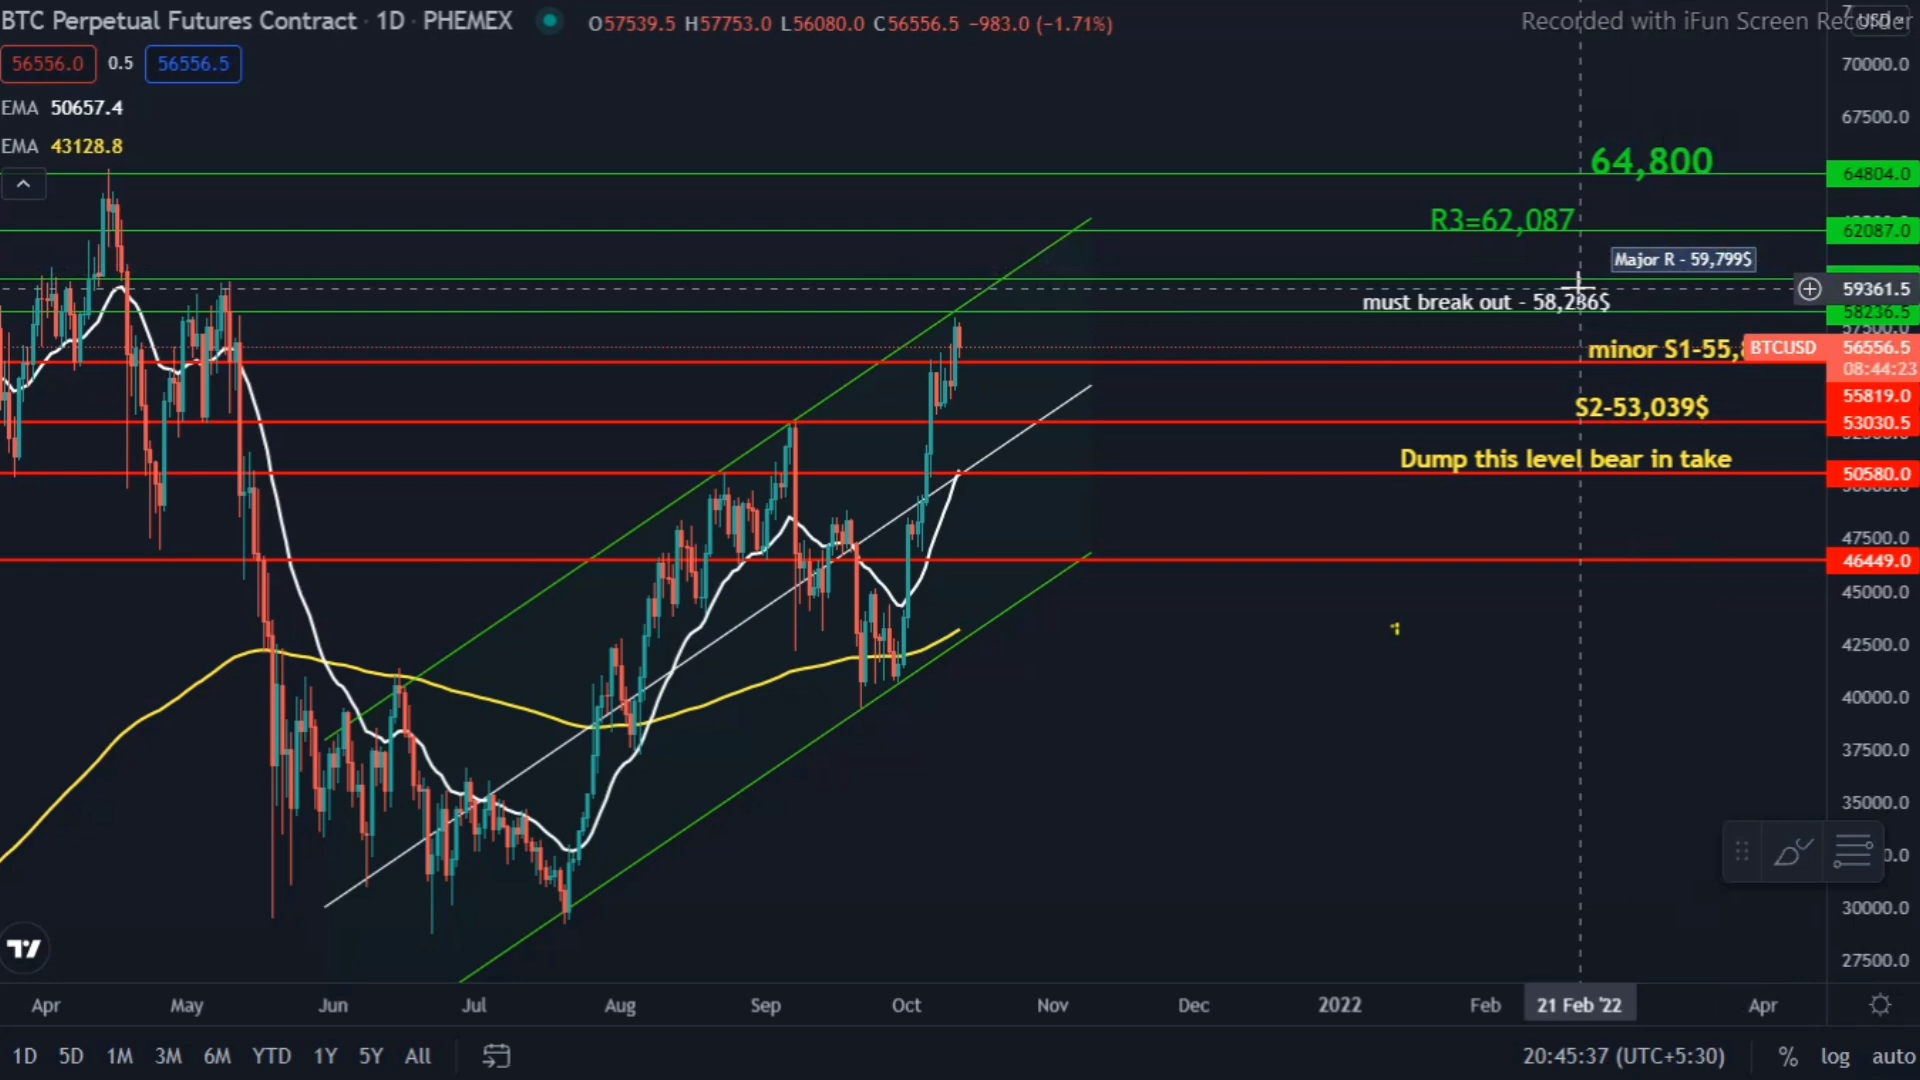 BTC Perpetual Futures Contract · 1D · PHEMEX O57539.5 H57753.0 L56080.0 C56556.5 −983.0 (−1.71%)
Recorded with iFun Screen Recorder
56556.0 0.5 56556.5
EMA 50657.4
EMA 43128.8
70000.0
67500.0
64,800
64804.0
R3=62,087
62087.0
Major R - 59,799$
59361.5
must break out - 58,236$
58236.5
57500.0
minor S1-55,
BTCUSD 56556.5
08:44:23
55819.0
S2-53,039$
53030.5
Dump this level bear in take
50580.0
47500.0
46449.0
45000.0
42500.0
40000.0
37500.0
35000.0
30000.0
27500.0
Apr May Jun Jul Aug Sep Oct Nov Dec 2022 Feb 21 Feb '22 Apr
1D 5D 1M 3M 6M YTD 1Y 5Y All 20:45:37 (UTC+5:30) % log auto